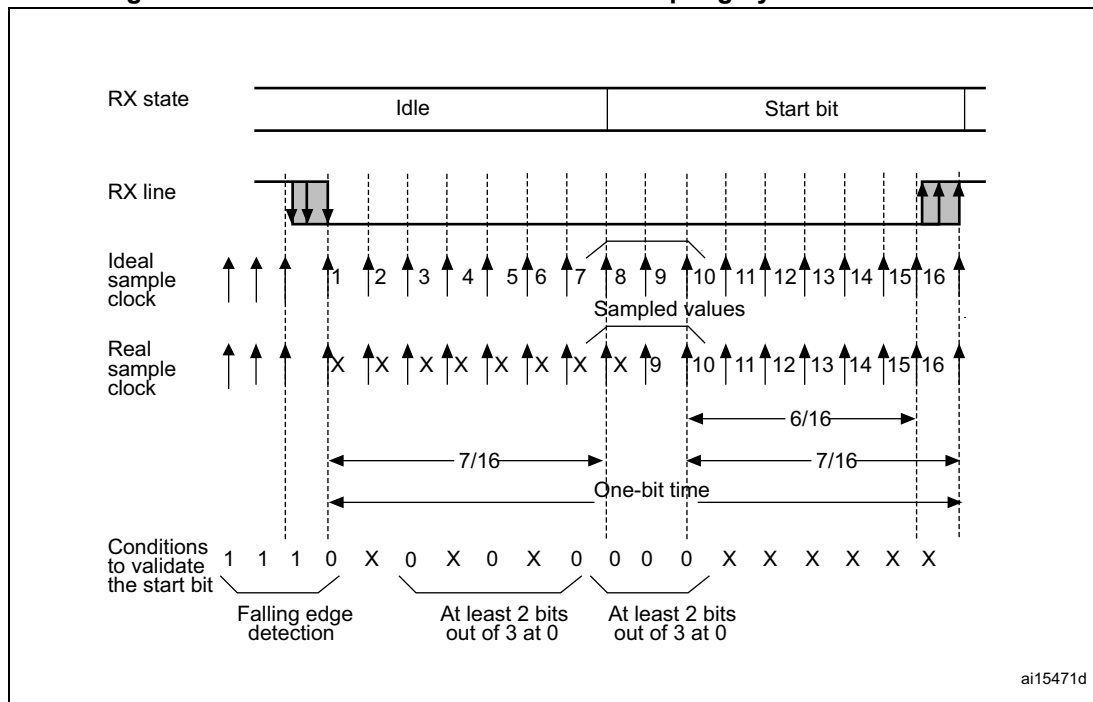 RX state
Idle
Start bit
RX line
Ideal
sample
clock
1 2 3 4 5 6 7 8 9 10 11 12 13 14 15 16
Sampled values
Real
sample
clock
X X X X X X X X 9 10 11 12 13 14 15 16
6/16
7/16
7/16
One-bit time
Conditions
to validate
the start bit
1 1 1 0 X 0 X 0 X 0 0 0 0 X X X X X X
Falling edge
detection
At least 2 bits
out of 3 at 0
At least 2 bits
out of 3 at 0
ai15471d